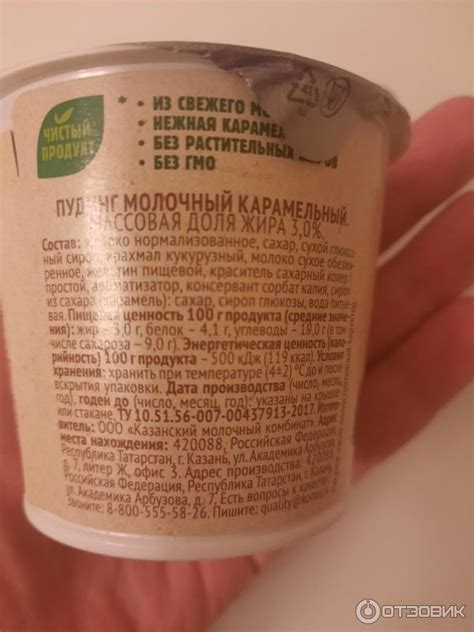 ЧИСТЫЙ
ПРОДУКТ
* • ИЗ СВЕЖЕГО
• НЕЖНАЯ КАРАМЕЛ
• БЕЗ РАСТИТЕЛЬНЫХ
• БЕЗ ГМО
41
ПУДИНГ МОЛОЧНЫЙ КАРАМЕЛЬНЫЙ.
МАССОВАЯ ДОЛЯ ЖИРА 3,0%.
Состав: нормализованное, сахар, сухой глюкоз-
ный сироп, крахмал кукурузный, молоко сухое обезжи-
ренное, желатин пищевой, краситель сахарный колер I
простой, ароматизатор, консервант сорбат калия, сироп
из сахара (карамель): сахар, сироп глюкозы, вода питье-
вая. Пищевая ценность 100 г продукта (средние значе-
ния): жир – 3,0 г, белок – 4,1 г, углеводы – 19,0 г (в том
числе сахароза – 9,0 г). Энергетическая ценность (кало-
рийность) 100 г продукта – 500 кДж (119 ккал). Условия
хранения: хранить при температуре (4±2) °С до и после
вскрытия упаковки. Дата производства (число, месяц,
год), годен до (число, месяц, год): указаны на крышке
или стакане. ТУ 10.51.56-007-00437913-2017. Изгото-
витель: ООО «Казанский молочный комбинат». Адрес
места нахождения: 420088, Российская Федерация,
Республика Татарстан, г. Казань, ул. Академика Арбузова,
д. 7, литер Ж, офис 3. Адрес производства: 420088,
Российская Федерация, Республика Татарстан, г. Казань,
ул. Академика Арбузова, д. 7. Есть вопросы к качеству?
Звоните: 8-800-555-58-26. Пишите: quality@komos
ОТЗОВИК